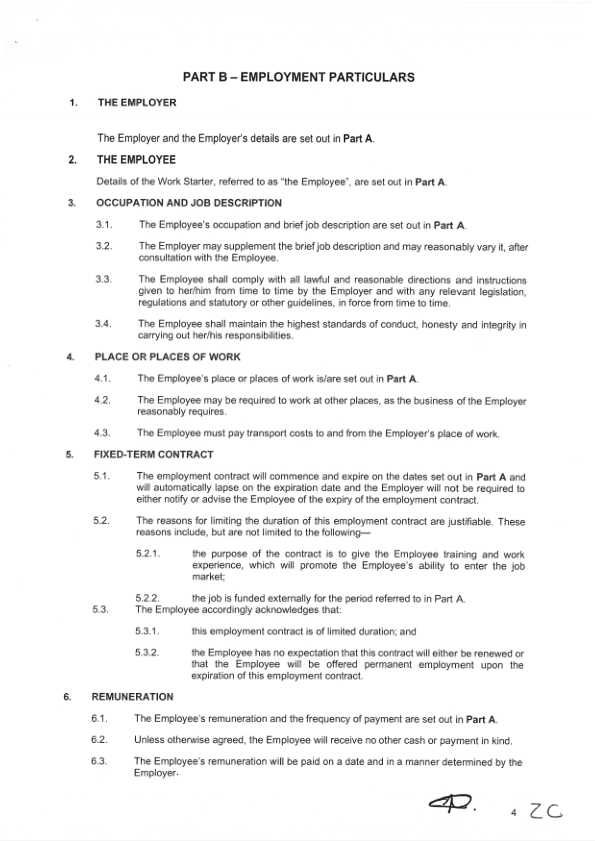 PART B – EMPLOYMENT PARTICULARS
1. THE EMPLOYER
The Employer and the Employer's details are set out in Part A.
2. THE EMPLOYEE
Details of the Work Starter, referred to as "the Employee", are set out in Part A.
3. OCCUPATION AND JOB DESCRIPTION
3.1. The Employee's occupation and brief job description are set out in Part A.
3.2. The Employer may supplement the brief job description and may reasonably vary it, after
consultation with the Employee.
3.3. The Employee shall comply with all lawful and reasonable directions and instructions
given to her/him from time to time by the Employer and with any relevant legislation,
regulations and statutory or other guidelines, in force from time to time.
3.4. The Employee shall maintain the highest standards of conduct, honesty and integrity in
carrying out her/his responsibilities.
4. PLACE OR PLACES OF WORK
4.1. The Employee's place or places of work is/are set out in Part A.
4.2. The Employee may be required to work at other places, as the business of the Employer
reasonably requires.
4.3. The Employee must pay transport costs to and from the Employer's place of work.
5. FIXED-TERM CONTRACT
5.1. The employment contract will commence and expire on the dates set out in Part A and
will automatically lapse on the expiration date and the Employer will not be required to
either notify or advise the Employee of the expiry of the employment contract.
5.2. The reasons for limiting the duration of this employment contract are justifiable. These
reasons include, but are not limited to the following—
5.2.1. the purpose of the contract is to give the Employee training and work
experience, which will promote the Employee's ability to enter the job
market;
5.2.2. the job is funded externally for the period referred to in Part A.
5.3. The Employee accordingly acknowledges that:
5.3.1. this employment contract is of limited duration; and
5.3.2. the Employee has no expectation that this contract will either be renewed or
that the Employee will be offered permanent employment upon the
expiration of this employment contract.
6. REMUNERATION
6.1. The Employee's remuneration and the frequency of payment are set out in Part A.
6.2. Unless otherwise agreed, the Employee will receive no other cash or payment in kind.
6.3. The Employee's remuneration will be paid on a date and in a manner determined by the
Employer.
4 ZC